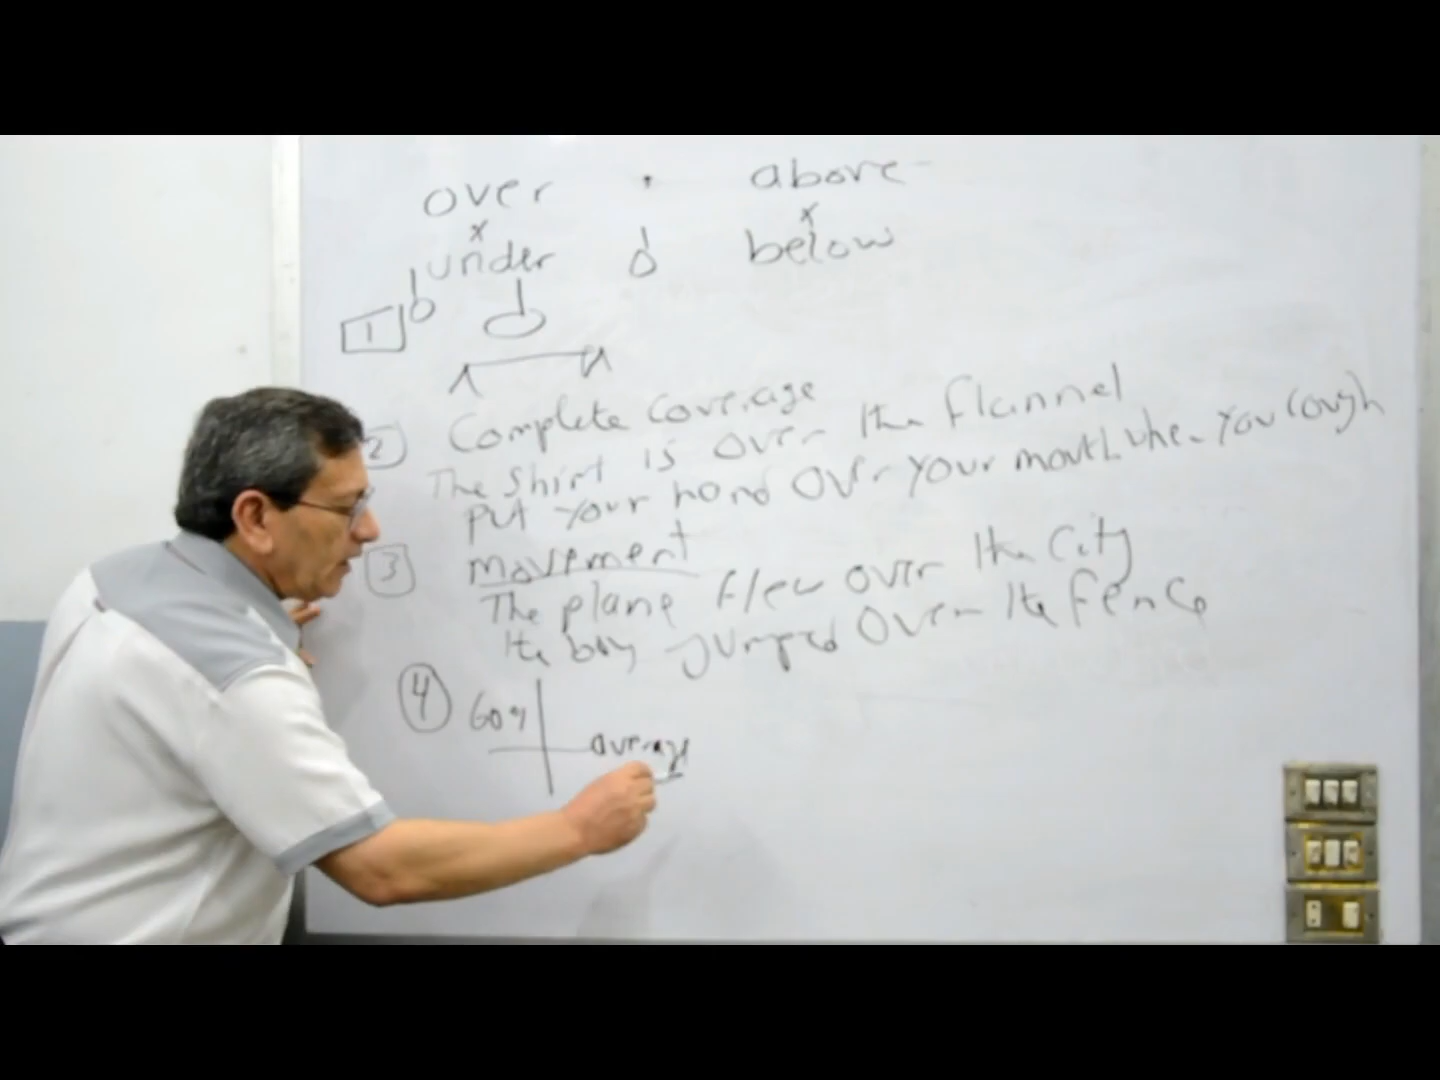 over above
x x
under below
1
2 Complete Coverage
The shirt is over the flannel
put your hand over your mouth when you cough
3 movement
The plane flew over the city
the boy jumped over the fence
4 60% average